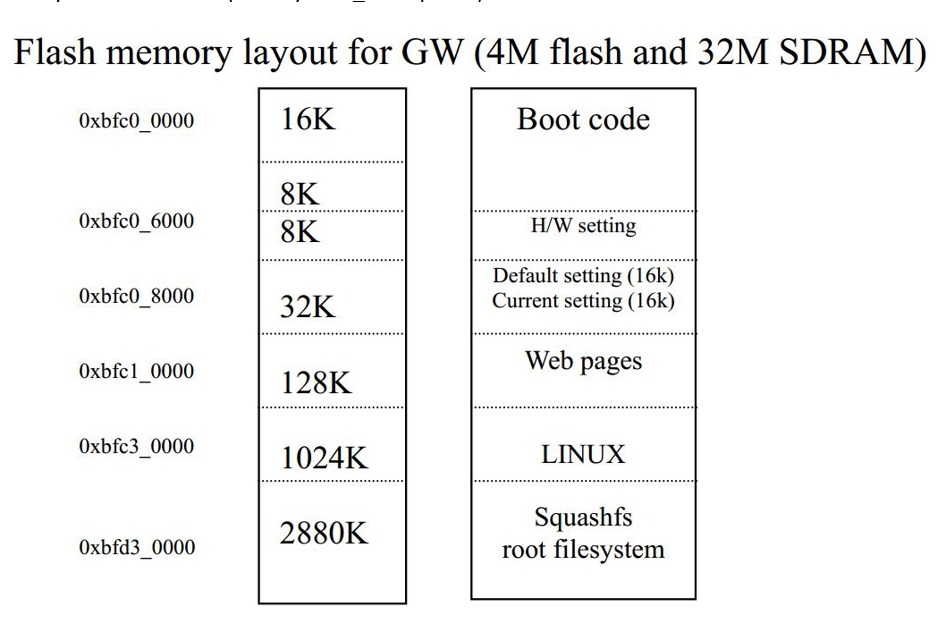 Flash memory layout for GW (4M flash and 32M SDRAM)
0xbfc0_0000 16K Boot code
8K
0xbfc0_6000 8K H/W setting
Default setting (16k)
0xbfc0_8000 32K Current setting (16k)
Web pages
0xbfc1_0000 128K
0xbfc3_0000 1024K LINUX
Squashfs
0xbfd3_0000 2880K root filesystem